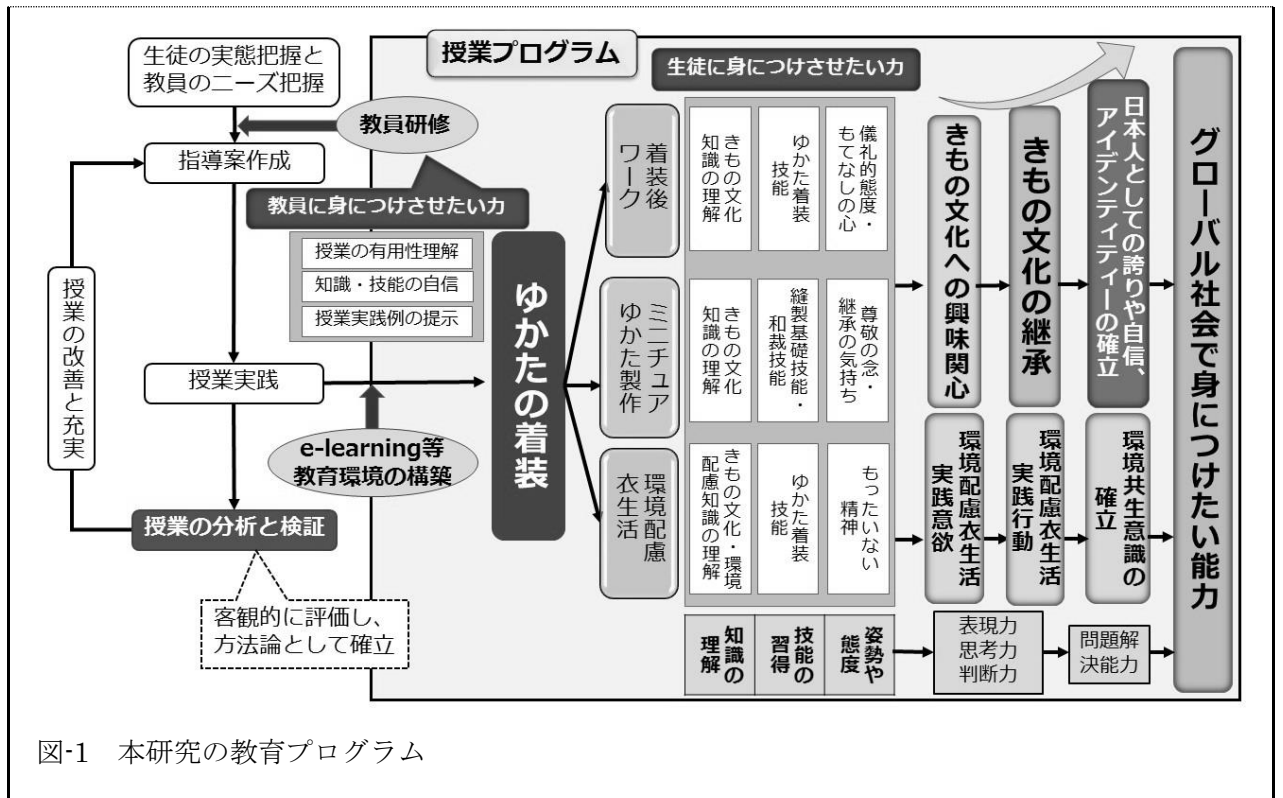 生徒の実態把握と
教員のニーズ把握
教員研修
指導案作成
教員に身につけさせたい力
授業の有用性理解
知識・技能の自信
授業実践例の提示
授業の改善と充実
授業実践
e-learning等
教育環境の構築
授業の分析と検証
客観的に評価し、
方法論として確立
授業プログラム
生徒に身につけさせたい力
ゆかたの着装
着装後
ワーク
きもの文化
知識の理解
ゆかた着装
技能
儀礼的態度・
もてなしの心
ミニチュア
ゆかた製作
きもの文化
知識の理解
縫製基礎技能・
和裁技能
尊敬の念・
継承の気持ち
環境配慮
衣生活
きもの文化・環境
配慮知識の理解
ゆかた着装
技能
もったいない
精神
知識の
理解
技能の
習得
姿勢や
態度
きもの文化への興味関心
きもの文化の継承
日本人としての誇りや自信、
アイデンティティーの確立
環境配慮衣生活
実践意欲
環境配慮衣生活
実践行動
環境共生意識の
確立
表現力
思考力
判断力
問題解
決能力
グローバル社会で身につけたい能力
図-1 本研究の教育プログラム